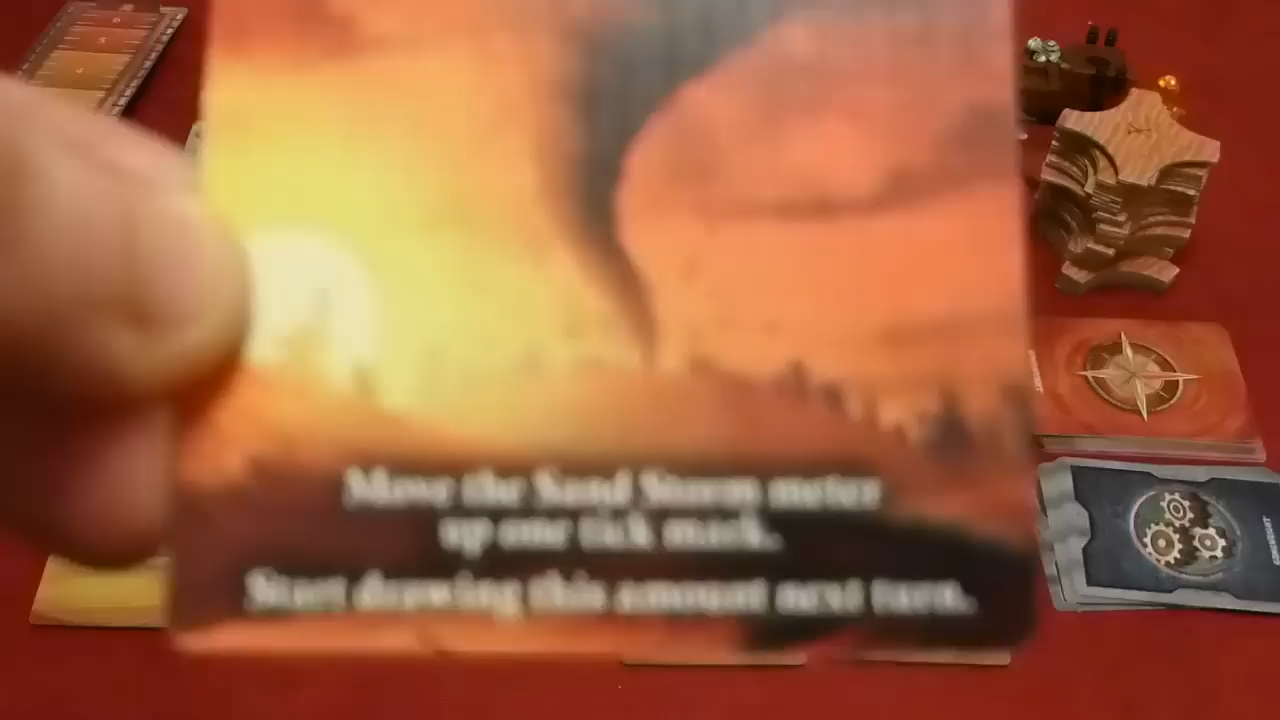 Move the Sand Storm meter
up one tick mark.
Start drawing this amount next turn.